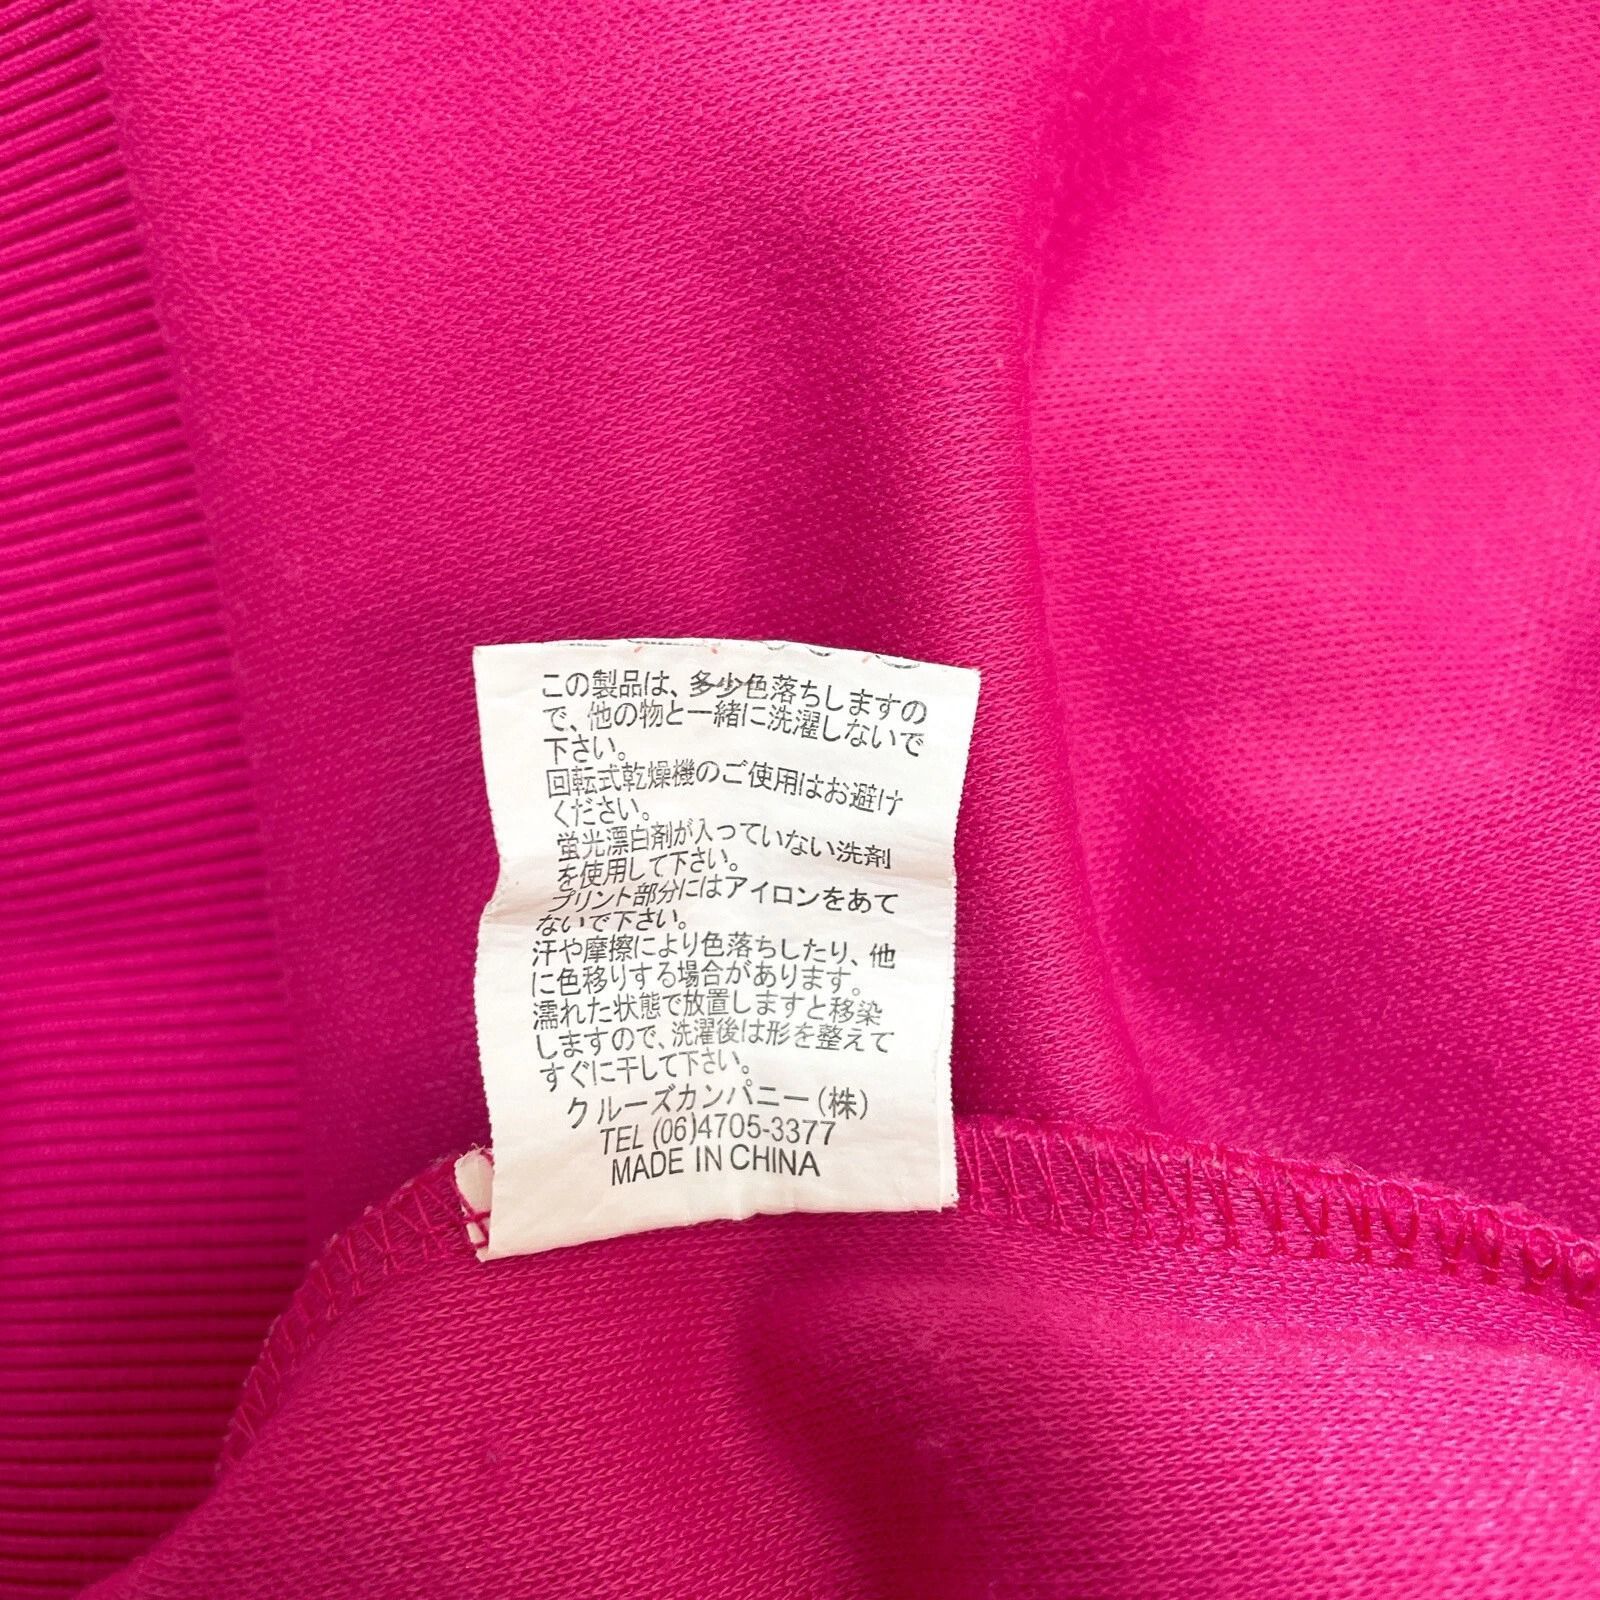 この製品は、多少色落ちしますの
で、他の物と一緒に洗濯しないで
下さい。
回転式乾燥機のご使用はお避け
ください。
蛍光漂白剤が入っていない洗剤
を使用して下さい。
プリント部分にはアイロンをあて
ないで下さい。
汗や摩擦により色落ちしたり、他
に色移りする場合があります。
濡れた状態で放置しますと移染
しますので、洗濯後は形を整えて
すぐに干して下さい。
クルーズカンパニー(株)
TEL (06)4705-3377
MADE IN CHINA